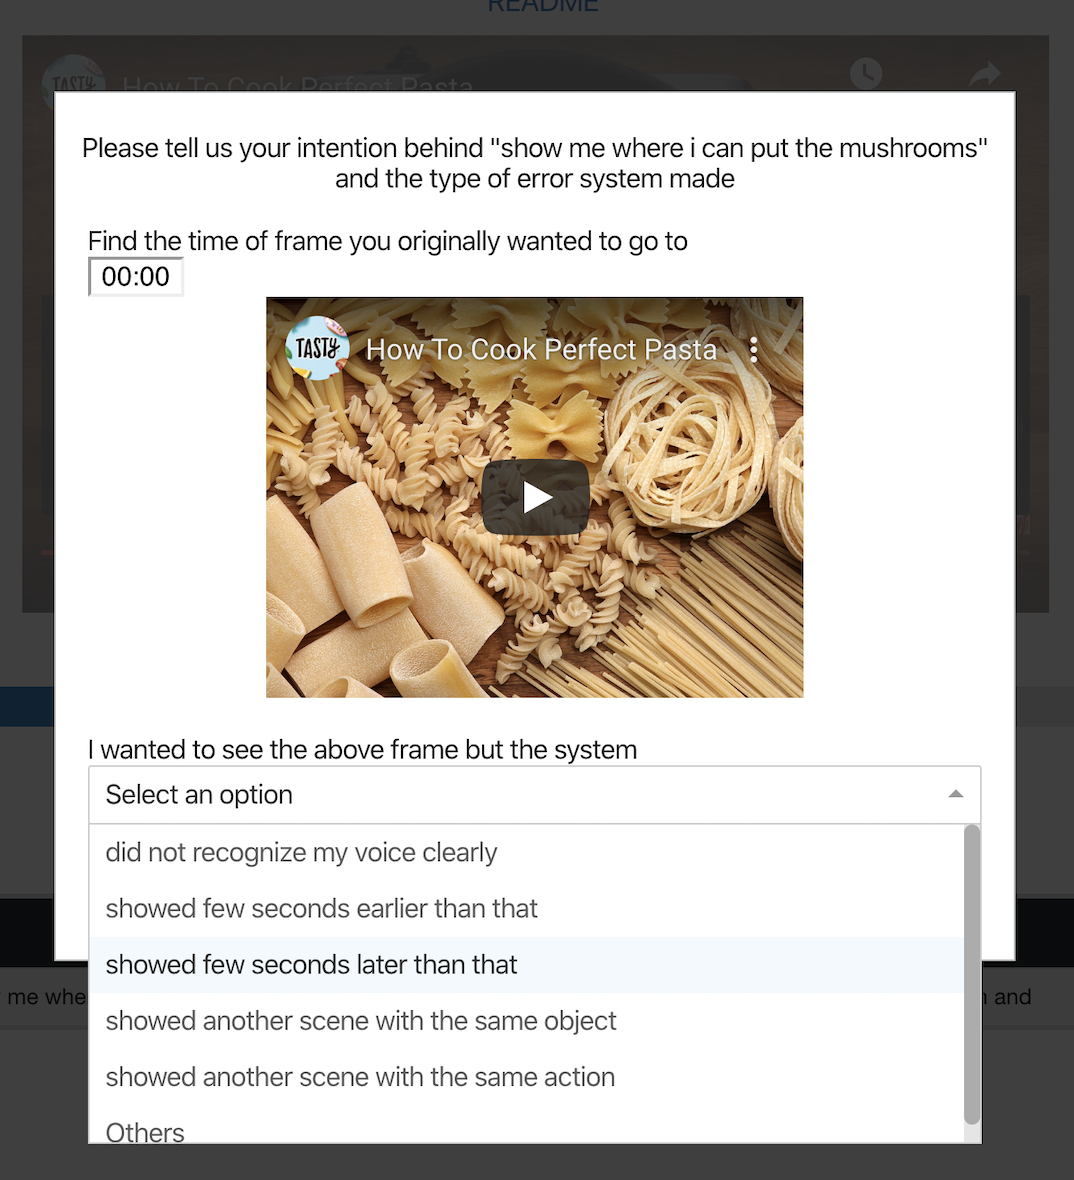 README
TASTY
How To Cook Perfect Pasta
Please tell us your intention behind "show me where i can put the mushrooms"
and the type of error system made
Find the time of frame you originally wanted to go to
00:00
TASTY
How To Cook Perfect Pasta
I wanted to see the above frame but the system
Select an option
did not recognize my voice clearly
showed few seconds earlier than that
showed few seconds later than that
me whe
and
showed another scene with the same object
showed another scene with the same action
Others